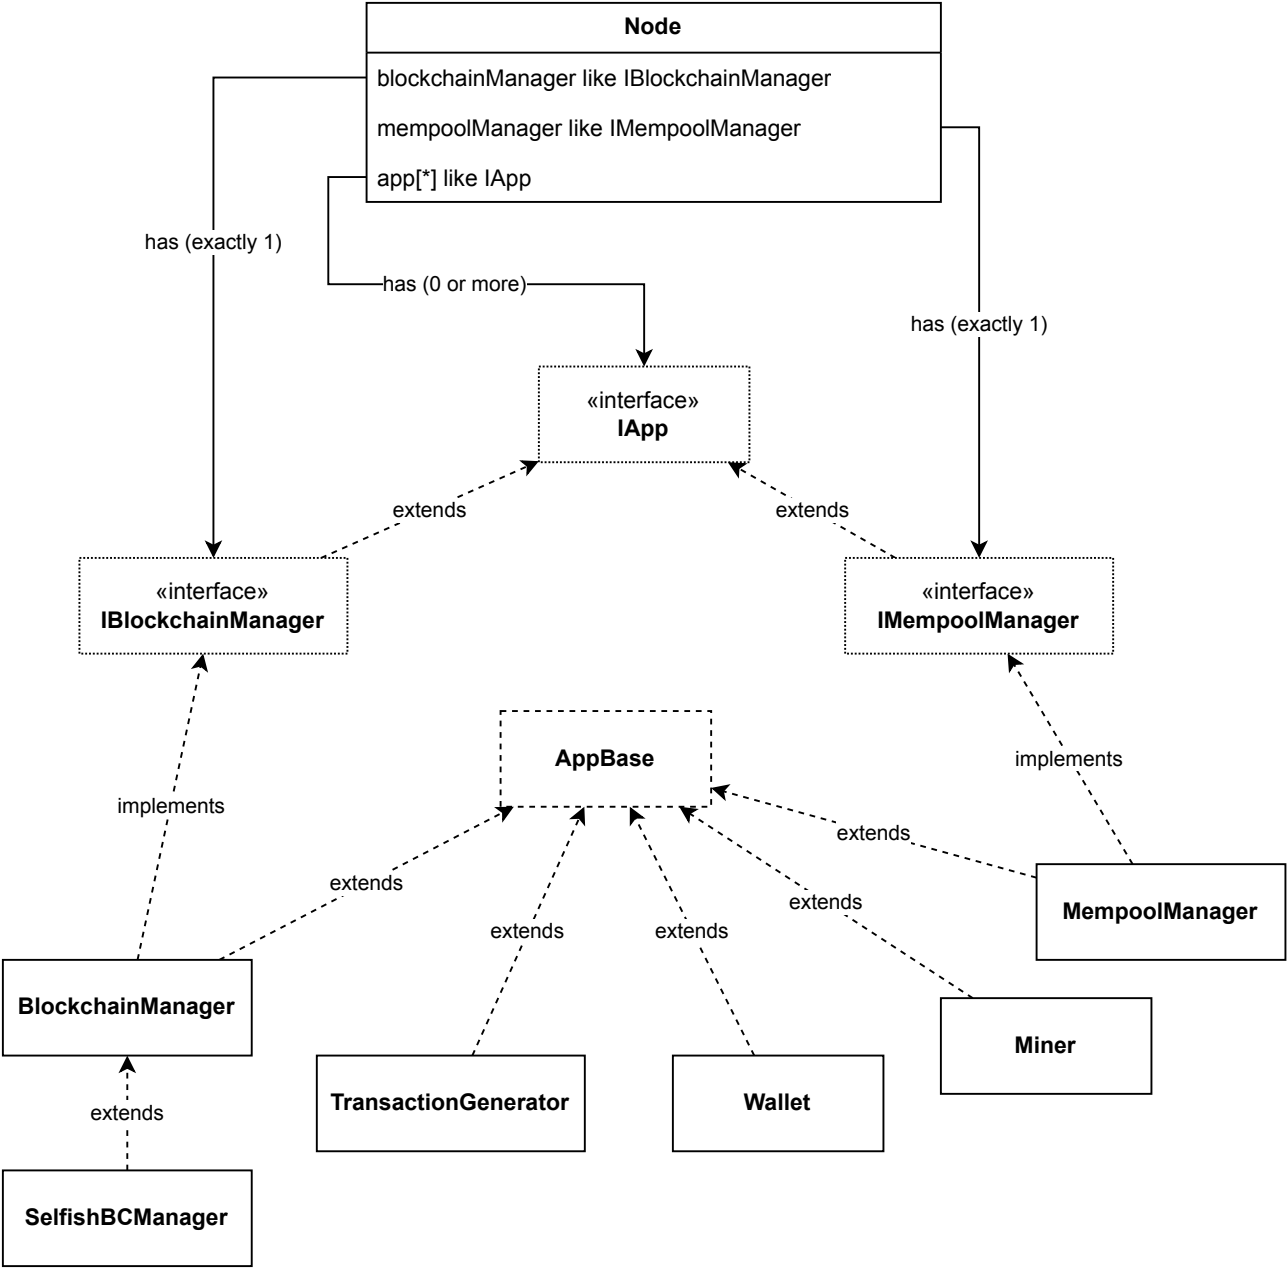 Node
blockchainManager like IBlockchainManager
mempoolManager like IMempoolManager
app[*] like IApp
has (exactly 1)
has (0 or more)
has (exactly 1)
«interface»
IApp
extends
extends
«interface»
IBlockchainManager
«interface»
IMempoolManager
AppBase
implements
implements
extends
extends
extends
extends
extends
MempoolManager
BlockchainManager
Miner
TransactionGenerator
Wallet
extends
SelfishBCManager